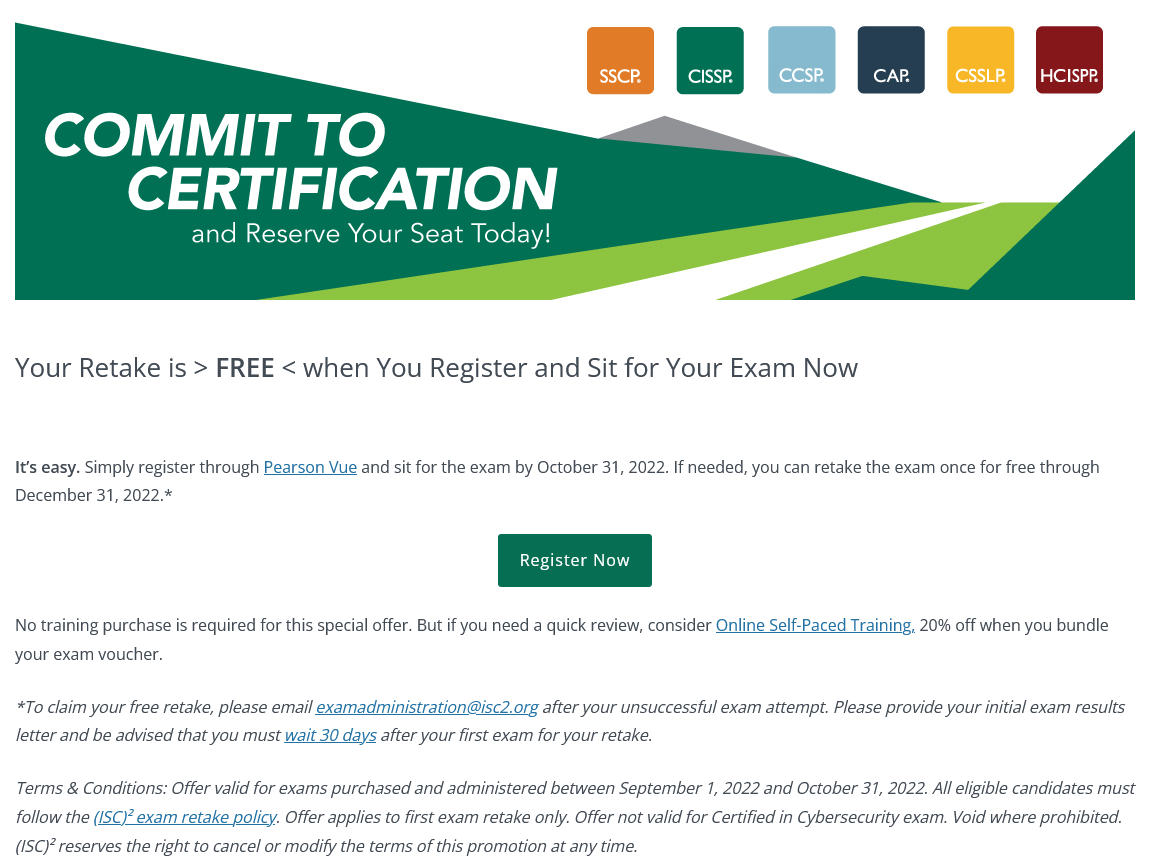 SSCP. CISSP. CCSP. CAP. CSSLP. HCISPP.
COMMIT TO
CERTIFICATION
and Reserve Your Seat Today!
Your Retake is > FREE < when You Register and Sit for Your Exam Now
It’s easy. Simply register through Pearson Vue and sit for the exam by October 31, 2022. If needed, you can retake the exam once for free through
December 31, 2022.*
Register Now
No training purchase is required for this special offer. But if you need a quick review, consider Online Self-Paced Training, 20% off when you bundle
your exam voucher.
*To claim your free retake, please email examadministration@isc2.org after your unsuccessful exam attempt. Please provide your initial exam results
letter and be advised that you must wait 30 days after your first exam for your retake.
Terms & Conditions: Offer valid for exams purchased and administered between September 1, 2022 and October 31, 2022. All eligible candidates must
follow the (ISC)² exam retake policy. Offer applies to first exam retake only. Offer not valid for Certified in Cybersecurity exam. Void where prohibited.
(ISC)² reserves the right to cancel or modify the terms of this promotion at any time.